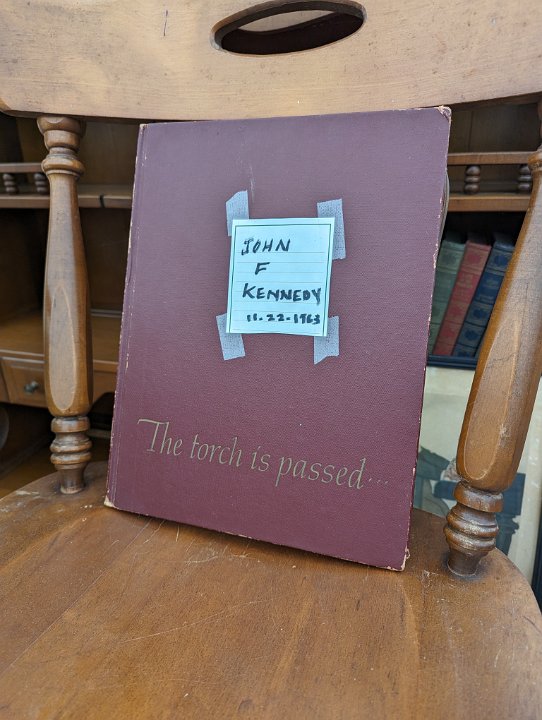 JOHN
F
KENNEDY
11-22-1963
The torch is passed...